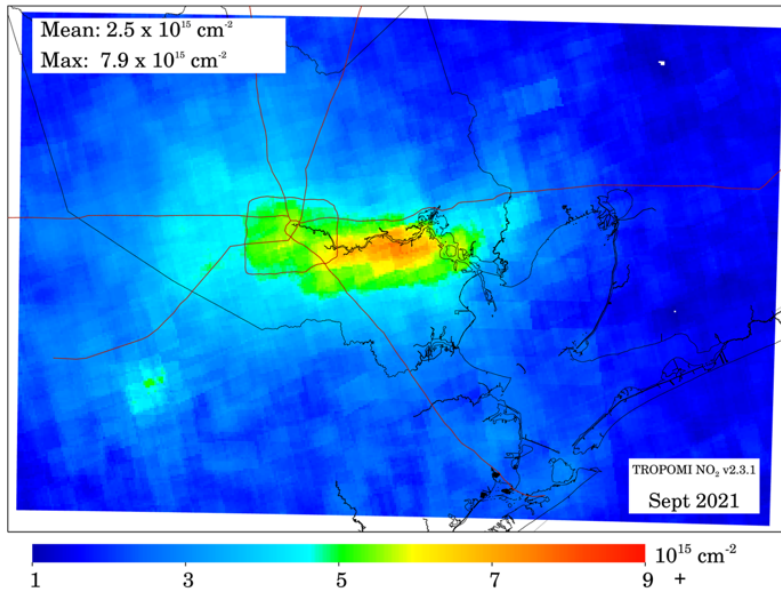 Mean: 2.5 x 10¹⁵ cm⁻²
Max: 7.9 x 10¹⁵ cm⁻²
TROPOMI NO₂ v2.3.1
Sept 2021
10¹⁵ cm⁻²
1 3 5 7 9 +